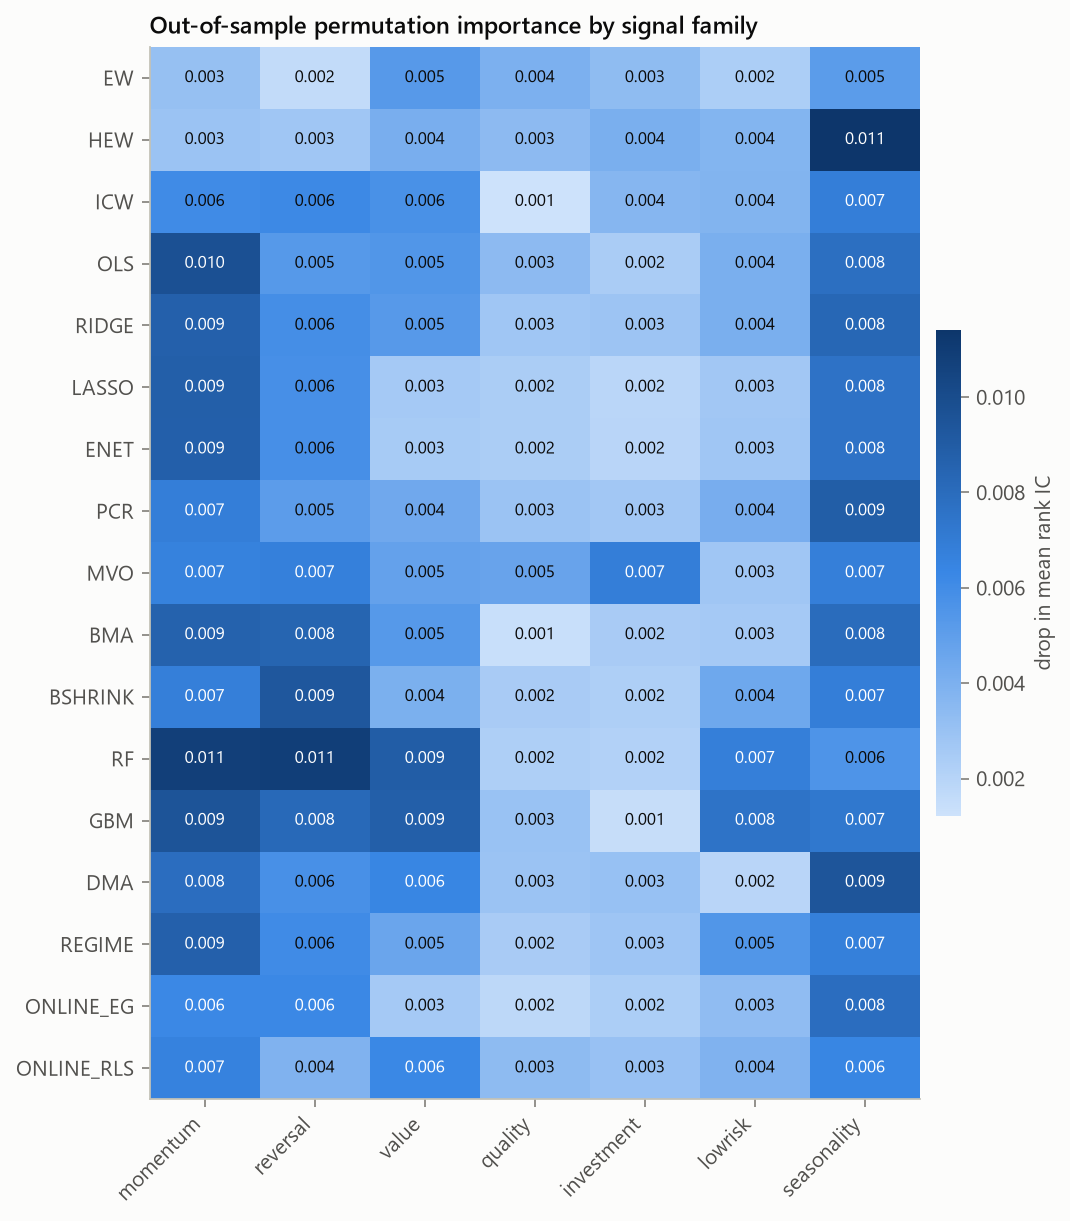 Out-of-sample permutation importance by signal family
EW 0.003 0.002 0.005 0.004 0.003 0.002 0.005
HEW 0.003 0.003 0.004 0.003 0.004 0.004 0.011
ICW 0.006 0.006 0.006 0.001 0.004 0.004 0.007
OLS 0.010 0.005 0.005 0.003 0.002 0.004 0.008
RIDGE 0.009 0.006 0.005 0.003 0.003 0.004 0.008
LASSO 0.009 0.006 0.003 0.002 0.002 0.003 0.008
ENET 0.009 0.006 0.003 0.002 0.002 0.003 0.008
PCR 0.007 0.005 0.004 0.003 0.003 0.004 0.009
MVO 0.007 0.007 0.005 0.005 0.007 0.003 0.007
BMA 0.009 0.008 0.005 0.001 0.002 0.003 0.008
BSHRINK 0.007 0.009 0.004 0.002 0.002 0.004 0.007
RF 0.011 0.011 0.009 0.002 0.002 0.007 0.006
GBM 0.009 0.008 0.009 0.003 0.001 0.008 0.007
DMA 0.008 0.006 0.006 0.003 0.003 0.002 0.009
REGIME 0.009 0.006 0.005 0.002 0.003 0.005 0.007
ONLINE_EG 0.006 0.006 0.003 0.002 0.002 0.003 0.008
ONLINE_RLS 0.007 0.004 0.006 0.003 0.003 0.004 0.006
momentum reversal value quality investment lowrisk seasonality
0.010
0.008
0.006
0.004
0.002
drop in mean rank IC